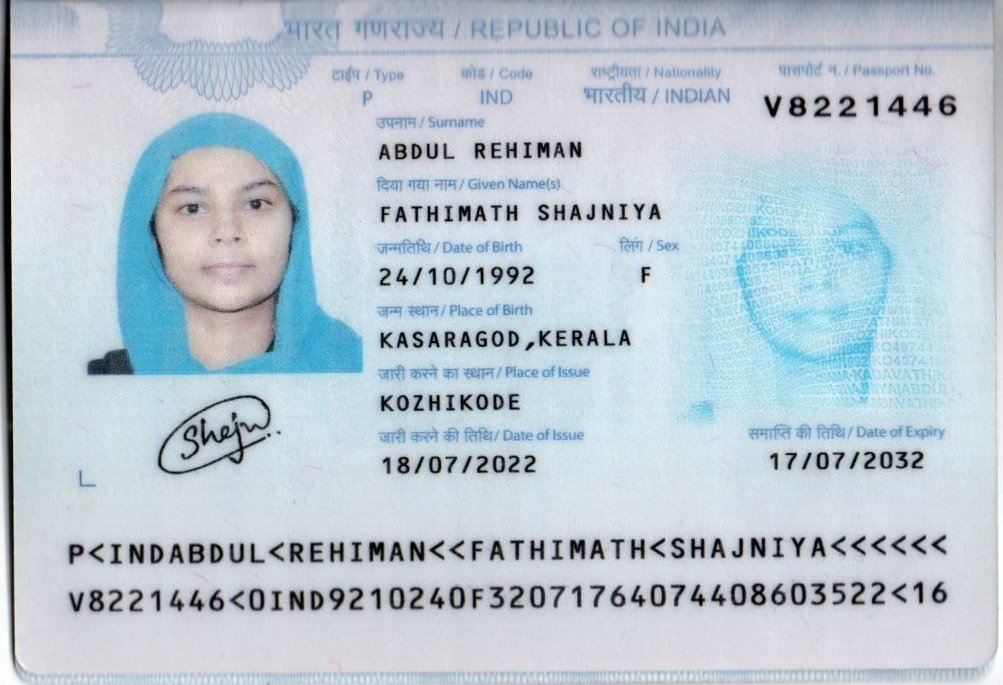 भारत गणराज्य / REPUBLIC OF INDIA
टाईप / Type कोड / Code राष्ट्रीयता / Nationality पासपोर्ट न. / Passport No.
P IND भारतीय / INDIAN V8221446
उपनाम / Surname
ABDUL REHIMAN
दिया गया नाम / Given Name(s)
FATHIMATH SHAJNIYA
जन्मतिथि / Date of Birth लिंग / Sex
24/10/1992 F
जन्म स्थान / Place of Birth
KASARAGOD,KERALA
जारी करने का स्थान / Place of Issue
KOZHIKODE
जारी करने की तिथि / Date of Issue समाप्ति की तिथि / Date of Expiry
18/07/2022 17/07/2032
P<INDABDUL<REHIMAN<<FATHIMATH<SHAJNIYA<<<<<<
V8221446<0IND9210240F32071764074408603522<16